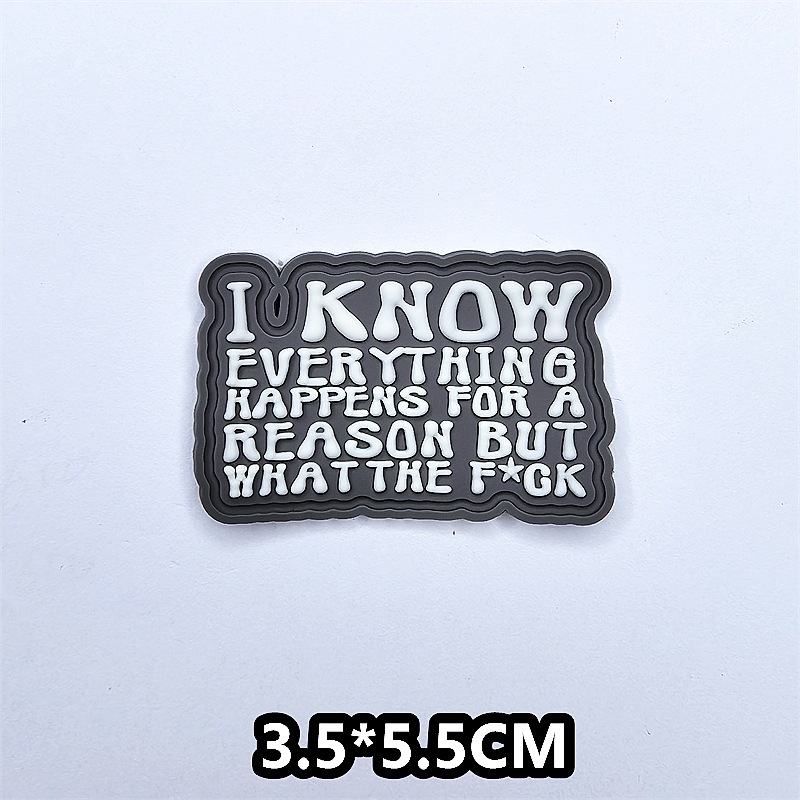 I KNOW
EVERYTHING
HAPPENS FOR A
REASON BUT
WHAT THE F*CK
3.5*5.5CM